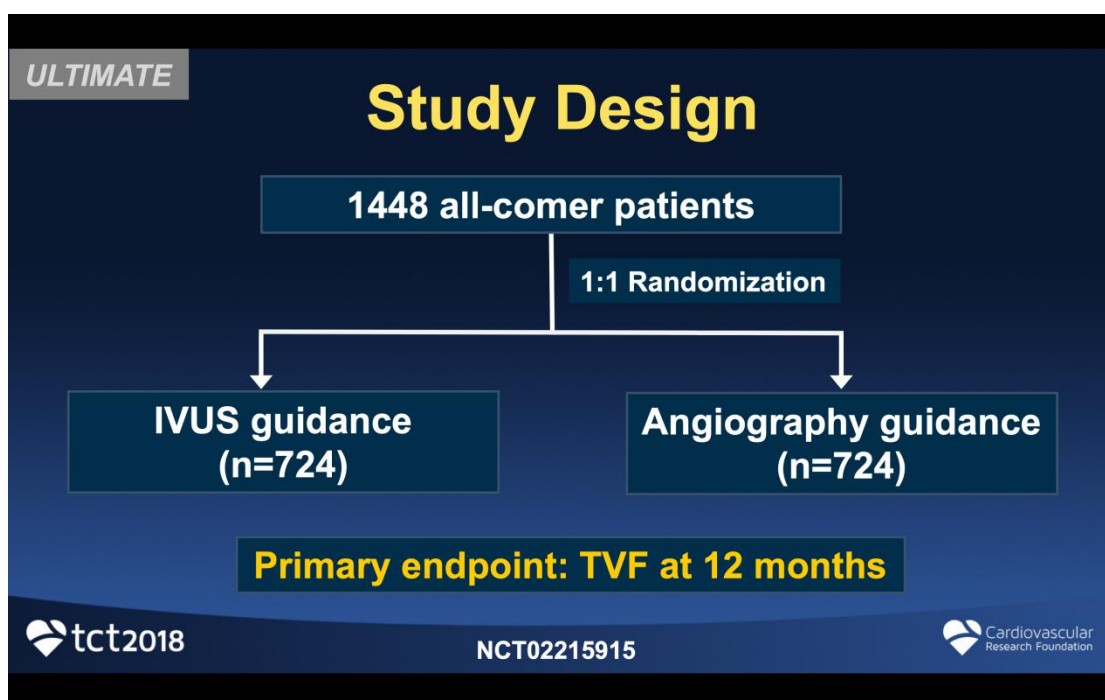 ULTIMATE
Study Design
1448 all-comer patients
1:1 Randomization
IVUS guidance
(n=724)
Angiography guidance
(n=724)
Primary endpoint: TVF at 12 months
tct2018
NCT02215915
Cardiovascular
Research Foundation